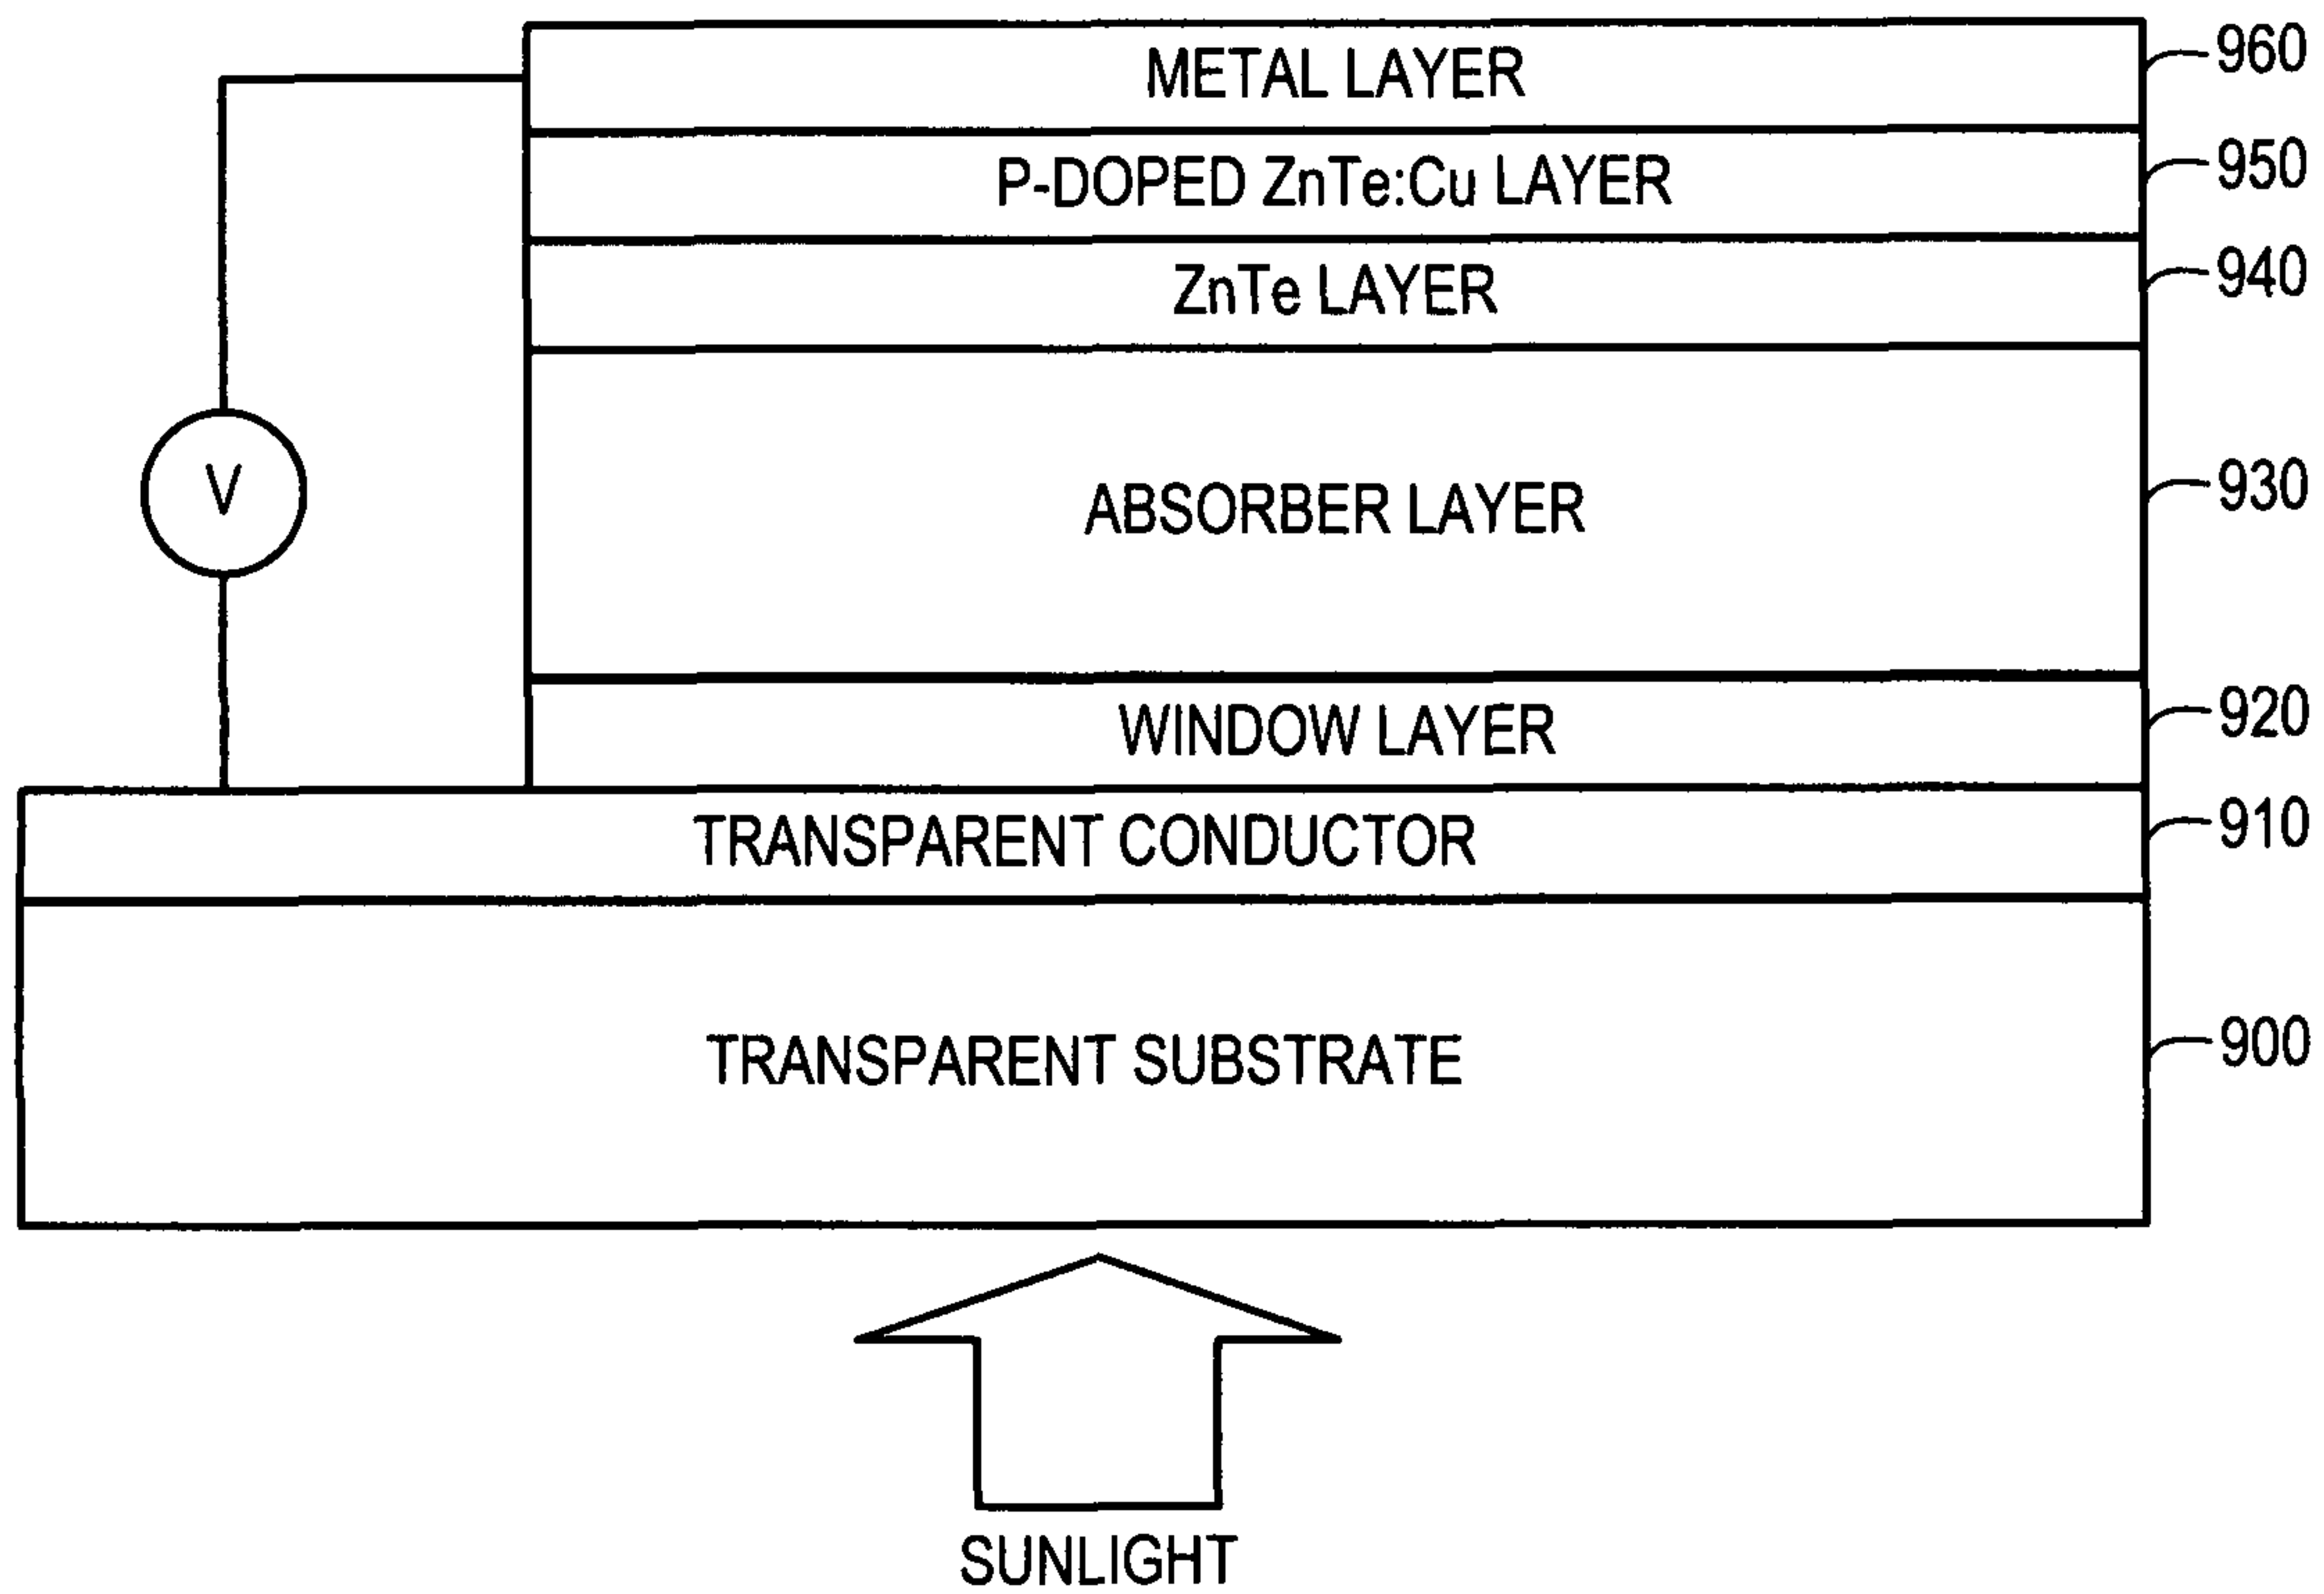 METAL LAYER 960
P-DOPED ZnTe:Cu LAYER 950
ZnTe LAYER 940
V
ABSORBER LAYER 930
WINDOW LAYER 920
TRANSPARENT CONDUCTOR 910
TRANSPARENT SUBSTRATE 900
SUNLIGHT